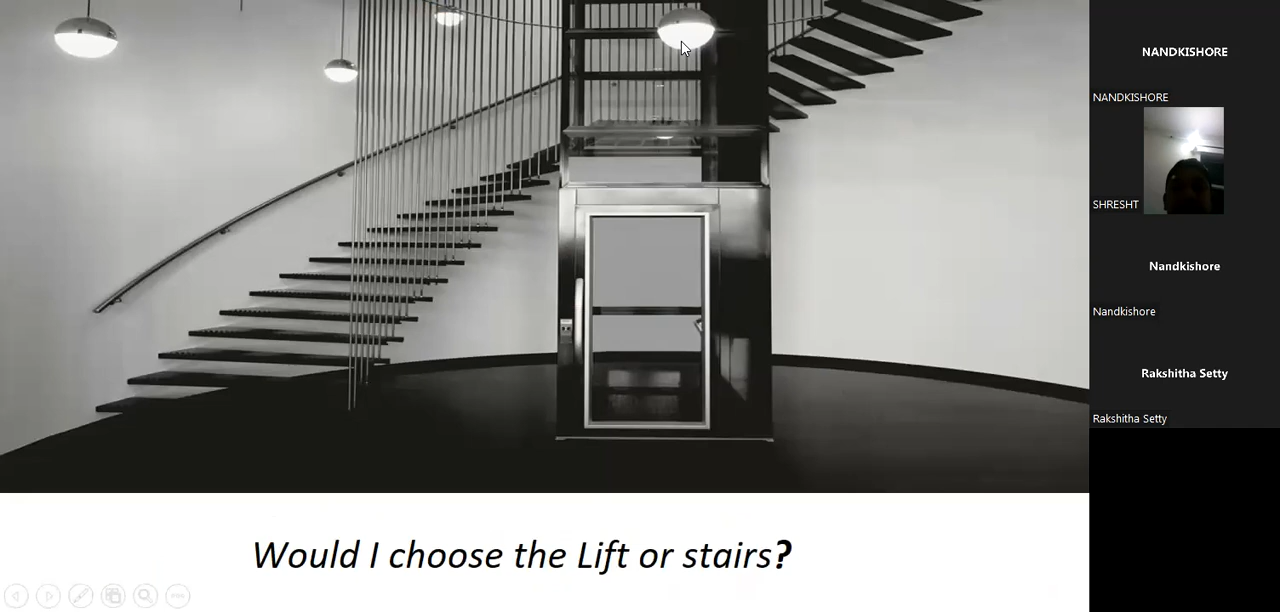 Would I choose the Lift or stairs?
NANDKISHORE
NANDKISHORE
SHRESHT
Nandkishore
Nandkishore
Rakshitha Setty
Rakshitha Setty